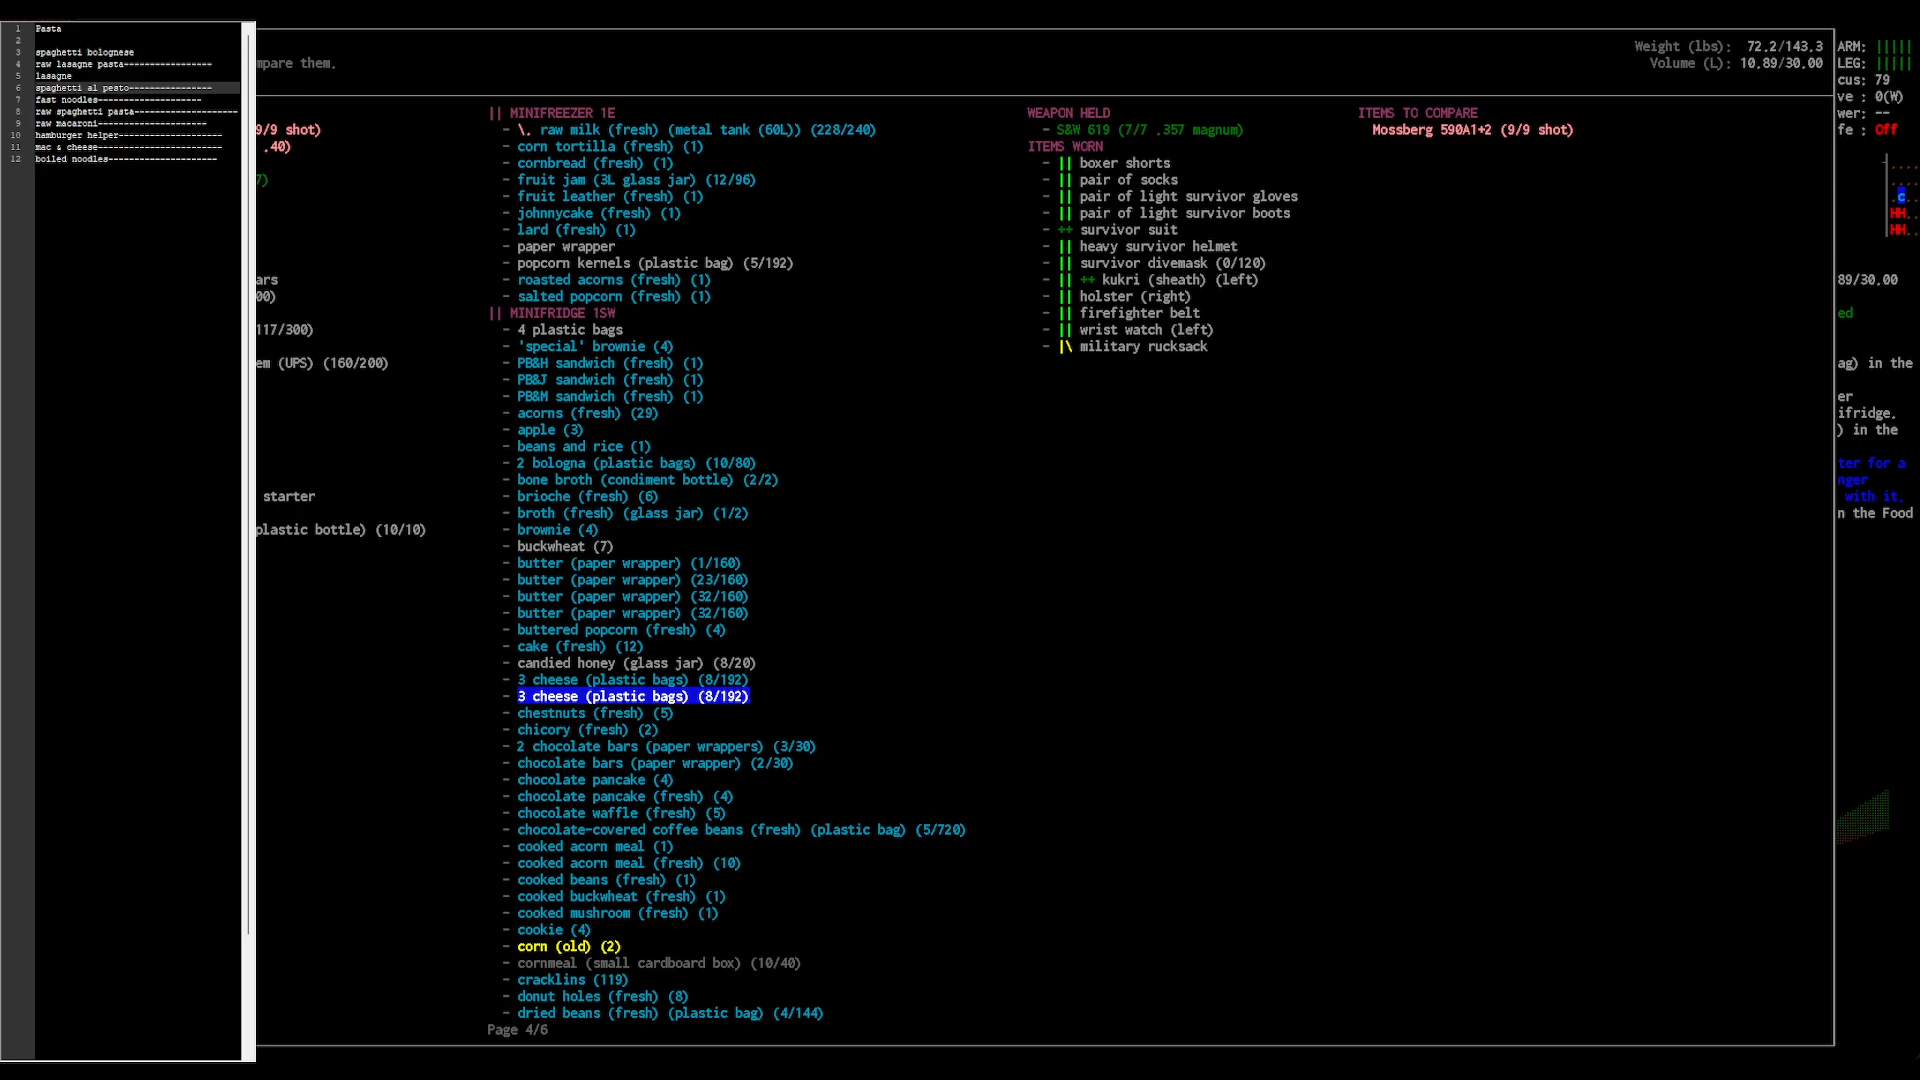 1 Pasta
2
3 spaghetti bolognese
4 raw lasagne pasta-----------------
5 lasagne
6 spaghetti al pesto----------------
7 fast noodles--------------------
8 raw spaghetti pasta--------------------
9 raw macaroni---------------------
10 hamburger helper--------------------
11 mac & cheese------------------------
12 boiled noodles---------------------
mpare them.
Weight (lbs): 72.2/143.3
Volume (L): 10.89/30.00
9/9 shot)
.40)
7)
ars
00)
117/300)
em (UPS) (160/200)
starter
plastic bottle) (10/10)
|| MINIFREEZER 1E
- \. raw milk (fresh) (metal tank (60L)) (228/240)
- corn tortilla (fresh) (1)
- cornbread (fresh) (1)
- fruit jam (3L glass jar) (12/96)
- fruit leather (fresh) (1)
- johnnycake (fresh) (1)
- lard (fresh) (1)
- paper wrapper
- popcorn kernels (plastic bag) (5/192)
- roasted acorns (fresh) (1)
- salted popcorn (fresh) (1)
|| MINIFRIDGE 1SW
- 4 plastic bags
- 'special' brownie (4)
- PB&H sandwich (fresh) (1)
- PB&J sandwich (fresh) (1)
- PB&M sandwich (fresh) (1)
- acorns (fresh) (29)
- apple (3)
- beans and rice (1)
- 2 bologna (plastic bags) (10/80)
- bone broth (condiment bottle) (2/2)
- brioche (fresh) (6)
- broth (fresh) (glass jar) (1/2)
- brownie (4)
- buckwheat (7)
- butter (paper wrapper) (1/160)
- butter (paper wrapper) (23/160)
- butter (paper wrapper) (32/160)
- butter (paper wrapper) (32/160)
- buttered popcorn (fresh) (4)
- cake (fresh) (12)
- candied honey (glass jar) (8/20)
- 3 cheese (plastic bags) (8/192)
- 3 cheese (plastic bags) (8/192)
- chestnuts (fresh) (5)
- chicory (fresh) (2)
- 2 chocolate bars (paper wrappers) (3/30)
- chocolate bars (paper wrapper) (2/30)
- chocolate pancake (4)
- chocolate pancake (fresh) (4)
- chocolate waffle (fresh) (5)
- chocolate-covered coffee beans (fresh) (plastic bag) (5/720)
- cooked acorn meal (1)
- cooked acorn meal (fresh) (10)
- cooked beans (fresh) (1)
- cooked buckwheat (fresh) (1)
- cooked mushroom (fresh) (1)
- cookie (4)
- corn (old) (2)
- cornmeal (small cardboard box) (10/40)
- cracklins (119)
- donut holes (fresh) (8)
- dried beans (fresh) (plastic bag) (4/144)
Page 4/6
WEAPON HELD
- S&W 619 (7/7 .357 magnum)
ITEMS WORN
- || boxer shorts
- || pair of socks
- || pair of light survivor gloves
- || pair of light survivor boots
- ++ survivor suit
- || heavy survivor helmet
- || survivor divemask (0/120)
- || ++ kukri (sheath) (left)
- || holster (right)
- || firefighter belt
- || wrist watch (left)
- |\ military rucksack
ITEMS TO COMPARE
Mossberg 590A1+2 (9/9 shot)
ARM: |||||
LEG: |||||
cus: 79
ve : 0(W)
wer: --
fe : Off
c
HH
HH
89/30.00
ed
ag) in the
er
ifridge.
) in the
ter for a
nger
with it.
n the Food